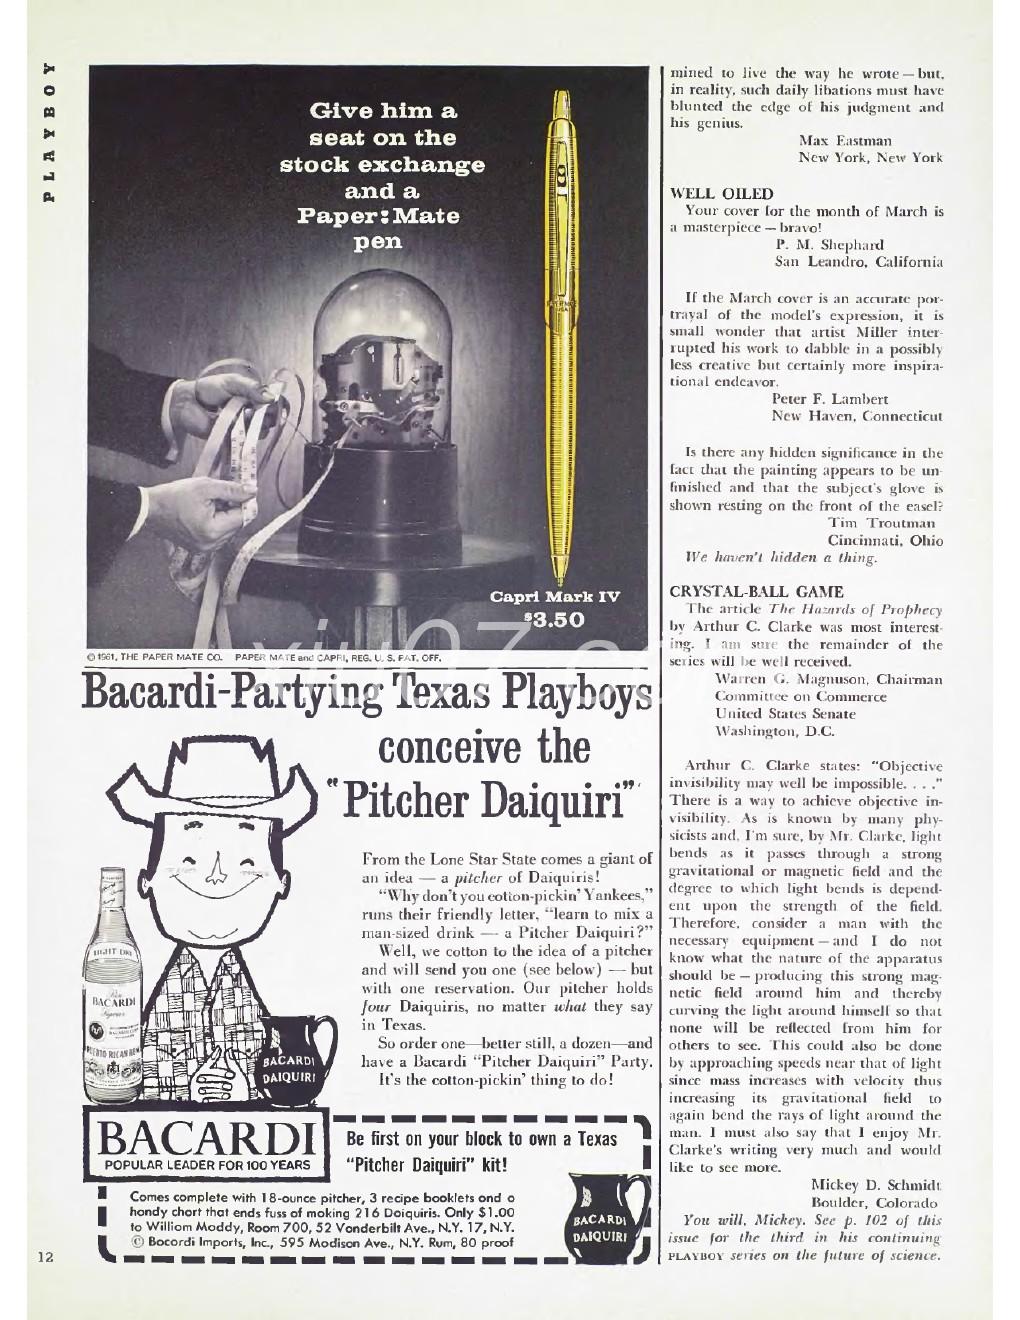 PLAYBOY
Give him a
seat on the
stock exchange
and a
Paper:Mate
pen
Capri Mark IV
$3.50
© 1961, THE PAPER MATE CO. PAPER MATE and CAPRI, REG. U. S. PAT. OFF.
Bacardi-Partying Texas Playboys
conceive the
"Pitcher Daiquiri"
From the Lone Star State comes a giant of
an idea — a pitcher of Daiquiris!
"Why don't you cotton-pickin' Yankees,"
runs their friendly letter, "learn to mix a
man-sized drink — a Pitcher Daiquiri?"
Well, we cotton to the idea of a pitcher
and will send you one (see below) — but
with one reservation. Our pitcher holds
four Daiquiris, no matter what they say
in Texas.
So order one—better still, a dozen—and
have a Bacardi "Pitcher Daiquiri" Party.
It's the cotton-pickin' thing to do!
LIGHT DRY
BACARDI
PUERTO RICAN RUM
BACARDI
DAIQUIRI
BACARDI
POPULAR LEADER FOR 100 YEARS
Be first on your block to own a Texas
"Pitcher Daiquiri" kit!
Comes complete with 18-ounce pitcher, 3 recipe booklets and a
handy chart that ends fuss of making 216 Daiquiris. Only $1.00
to William Moddy, Room 700, 52 Vanderbilt Ave., N.Y. 17, N.Y.
© Bacardi Imports, Inc., 595 Madison Ave., N.Y. Rum, 80 proof
BACARDI
DAIQUIRI
12
mined to live the way he wrote — but,
in reality, such daily libations must have
blunted the edge of his judgment and
his genius.
Max Eastman
New York, New York
WELL OILED
Your cover for the month of March is
a masterpiece — bravo!
P. M. Shephard
San Leandro, California
If the March cover is an accurate por-
trayal of the model's expression, it is
small wonder that artist Miller inter-
rupted his work to dabble in a possibly
less creative but certainly more inspira-
tional endeavor.
Peter F. Lambert
New Haven, Connecticut
Is there any hidden significance in the
fact that the painting appears to be un-
finished and that the subject's glove is
shown resting on the front of the easel?
Tim Troutman
Cincinnati, Ohio
We haven't hidden a thing.
CRYSTAL-BALL GAME
The article The Hazards of Prophecy
by Arthur C. Clarke was most interest-
ing. I am sure the remainder of the
series will be well received.
Warren G. Magnuson, Chairman
Committee on Commerce
United States Senate
Washington, D.C.
Arthur C. Clarke states: "Objective
invisibility may well be impossible. . . ."
There is a way to achieve objective in-
visibility. As is known by many phy-
sicists and, I'm sure, by Mr. Clarke, light
bends as it passes through a strong
gravitational or magnetic field and the
degree to which light bends is depend-
ent upon the strength of the field.
Therefore, consider a man with the
necessary equipment — and I do not
know what the nature of the apparatus
should be — producing this strong mag-
netic field around him and thereby
curving the light around himself so that
none will be reflected from him for
others to see. This could also be done
by approaching speeds near that of light
since mass increases with velocity thus
increasing its gravitational field to
again bend the rays of light around the
man. I must also say that I enjoy Mr.
Clarke's writing very much and would
like to see more.
Mickey D. Schmidt
Boulder, Colorado
You will, Mickey. See p. 102 of this
issue for the third in his continuing
PLAYBOY series on the future of science.